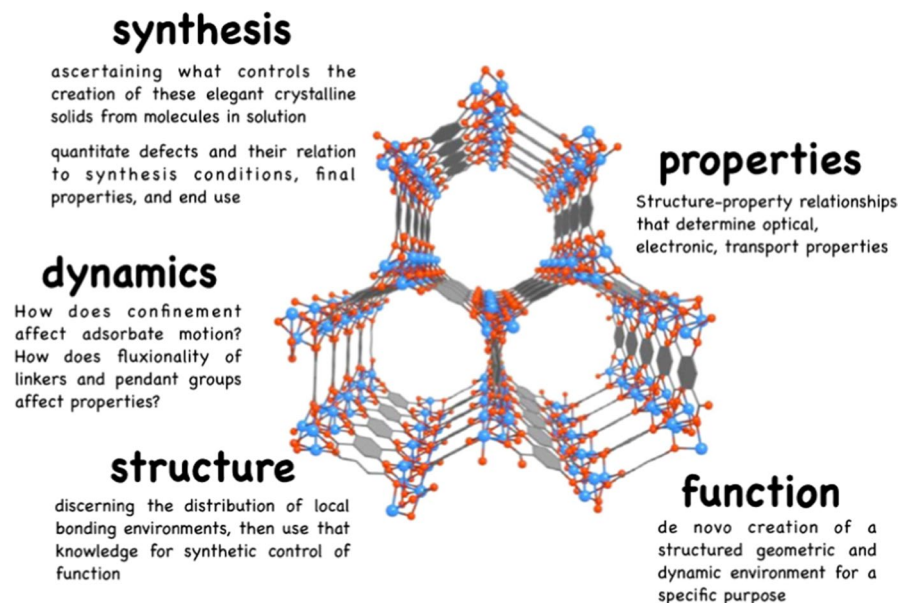 synthesis
ascertaining what controls the
creation of these elegant crystalline
solids from molecules in solution
quantitate defects and their relation
to synthesis conditions, final
properties, and end use
properties
Structure-property relationships
that determine optical,
electronic, transport properties
dynamics
How does confinement
affect adsorbate motion?
How does fluxionality of
linkers and pendant groups
affect properties?
structure
discerning the distribution of local
bonding environments, then use that
knowledge for synthetic control of
function
function
de novo creation of a
structured geometric and
dynamic environment for a
specific purpose